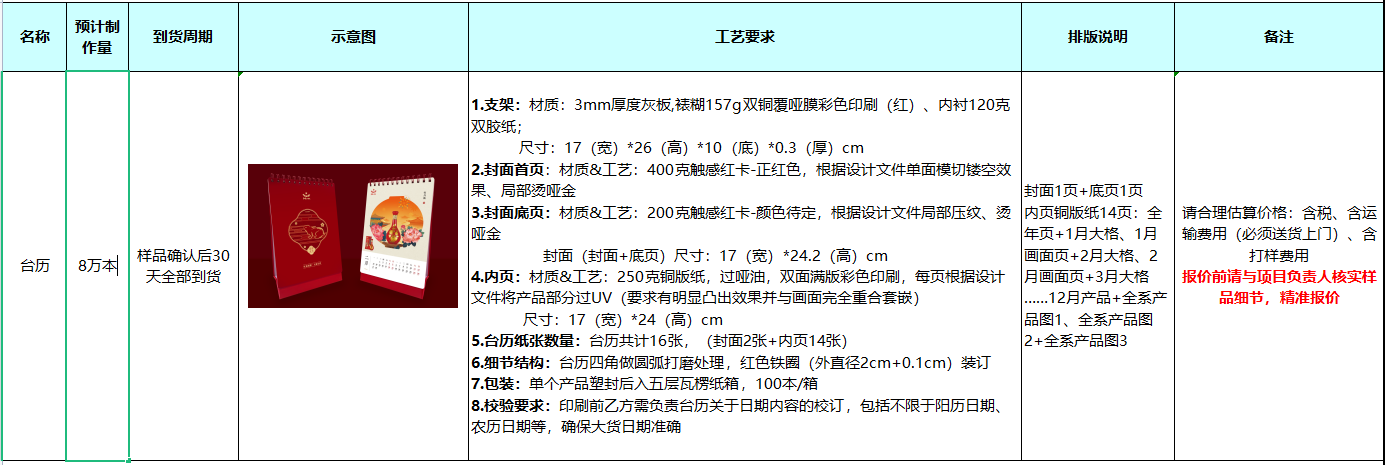 名称
预计制
作量
到货周期
示意图
工艺要求
排版说明
备注
台历
8万本
样品确认后30
天全部到货
1.支架：材质：3mm厚度灰板,裱糊157g双铜覆哑膜彩色印刷（红）、内衬120克
双胶纸；
尺寸：17（宽）*26（高）*10（底）*0.3（厚）cm
2.封面首页：材质&工艺：400克触感红卡-正红色，根据设计文件单面模切镂空效
果、局部烫哑金
3.封面底页：材质&工艺：200克触感红卡-颜色待定，根据设计文件局部压纹、烫
哑金
封面（封面+底页）尺寸：17（宽）*24.2（高）cm
4.内页：材质&工艺：250克铜版纸，过哑油，双面满版彩色印刷，每页根据设计
文件将产品部分过UV（要求有明显凸出效果并与画面完全重合套嵌）
尺寸：17（宽）*24（高）cm
5.台历纸张数量：台历共计16张，（封面2张+内页14张）
6.细节结构：台历四角做圆弧打磨处理，红色铁圈（外直径2cm+0.1cm）装订
7.包装：单个产品塑封后入五层瓦楞纸箱，100本/箱
8.校验要求：印刷前乙方需负责台历关于日期内容的校订，包括不限于阳历日期、
农历日期等，确保大货日期准确
封面1页+底页1页
内页铜版纸14页：全
年页+1月大格、1月
画面页+2月大格、2
月画面页+3月大格
......12月产品+全系产
品图1、全系产品图
2+全系产品图3
请合理估算价格：含税、含运
输费用（必须送货上门）、含
打样费用
报价前请与项目负责人核实样
品细节，精准报价